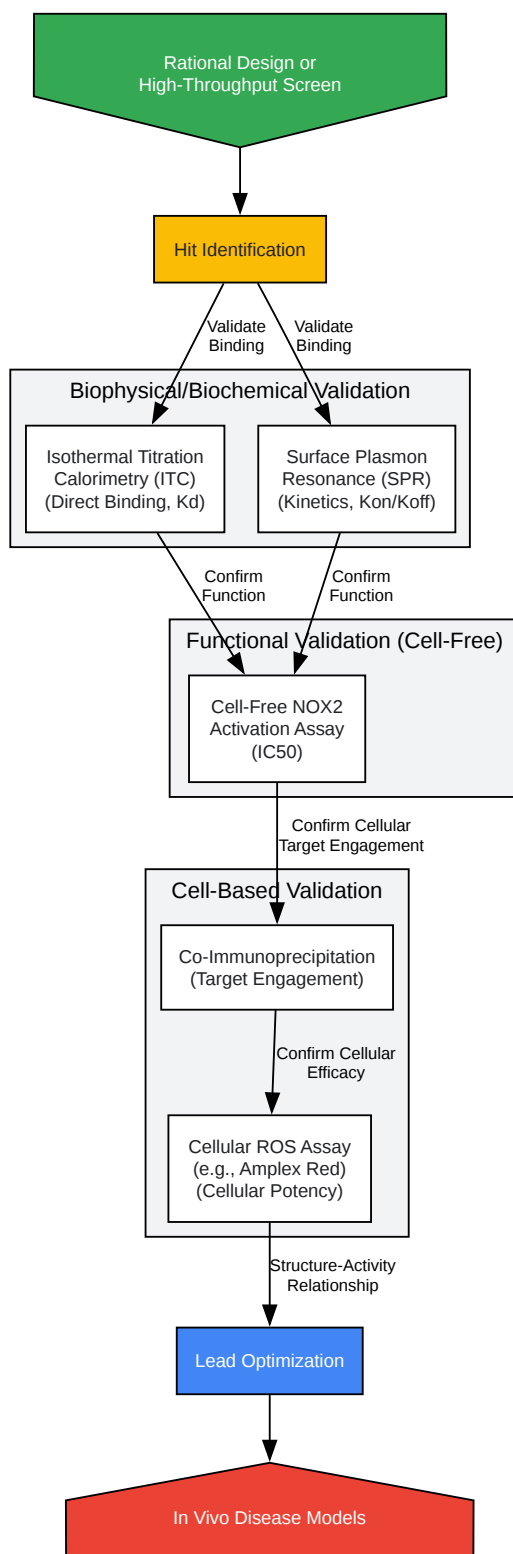 Rational Design or
High-Throughput Screen
Hit Identification
Validate
Binding
Validate
Binding
Biophysical/Biochemical Validation
Isothermal Titration
Calorimetry (ITC)
(Direct Binding, Kd)
Surface Plasmon
Resonance (SPR)
(Kinetics, Kon/Koff)
Confirm
Function
Confirm
Function
Functional Validation (Cell-Free)
Cell-Free NOX2
Activation Assay
(IC50)
Confirm Cellular
Target Engagement
Cell-Based Validation
Co-Immunoprecipitation
(Target Engagement)
Confirm Cellular
Efficacy
Cellular ROS Assay
(e.g., Amplex Red)
(Cellular Potency)
Structure-Activity
Relationship
Lead Optimization
In Vivo Disease Models